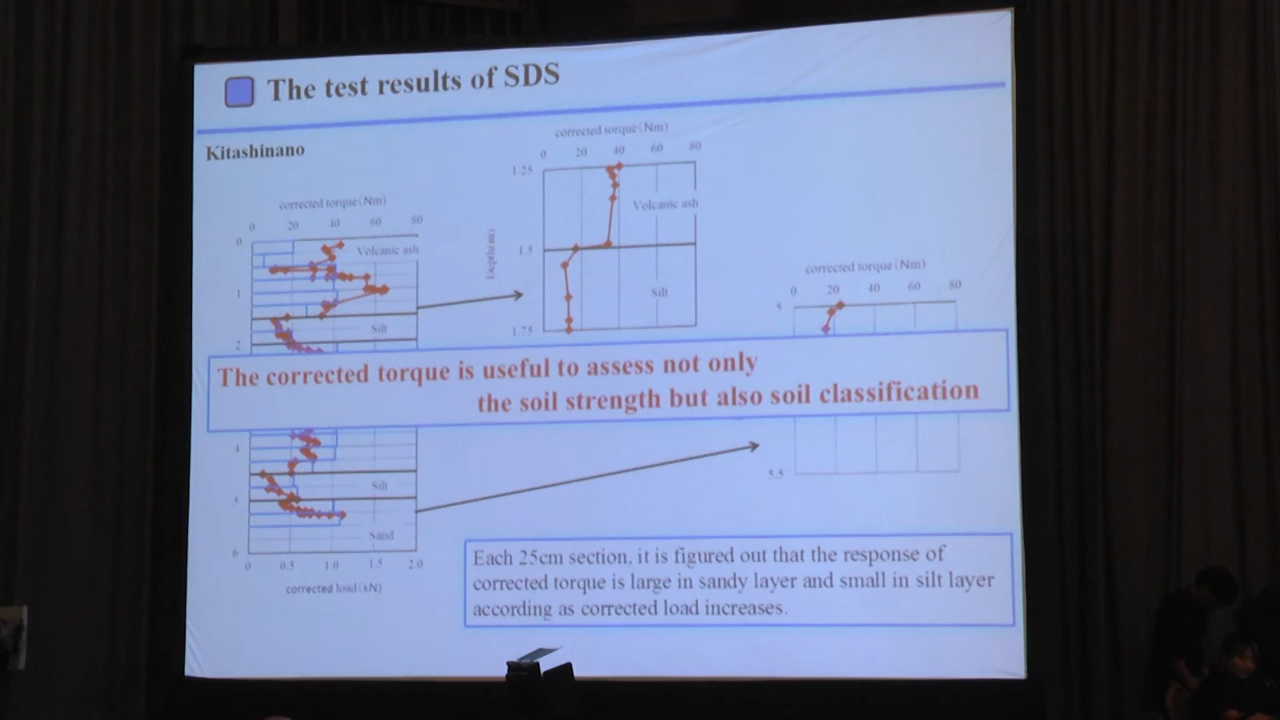 The test results of SDS
Kitashinano
corrected torque(Nm)
0 20 40 60 80
1.25
Volcanic ash
1.5
Silt
1.75
Depth(m)
corrected torque(Nm)
0 20 40 60 80
0
Volcanic ash
1
Silt
2
corrected torque(Nm)
0 20 40 60 80
The corrected torque is useful to assess not only
the soil strength but also soil classification
4
Silt
5
Sand
6
0 0.5 1.0 1.5 2.0
corrected load(kN)
5.5
Each 25cm section, it is figured out that the response of
corrected torque is large in sandy layer and small in silt layer
according as corrected load increases.